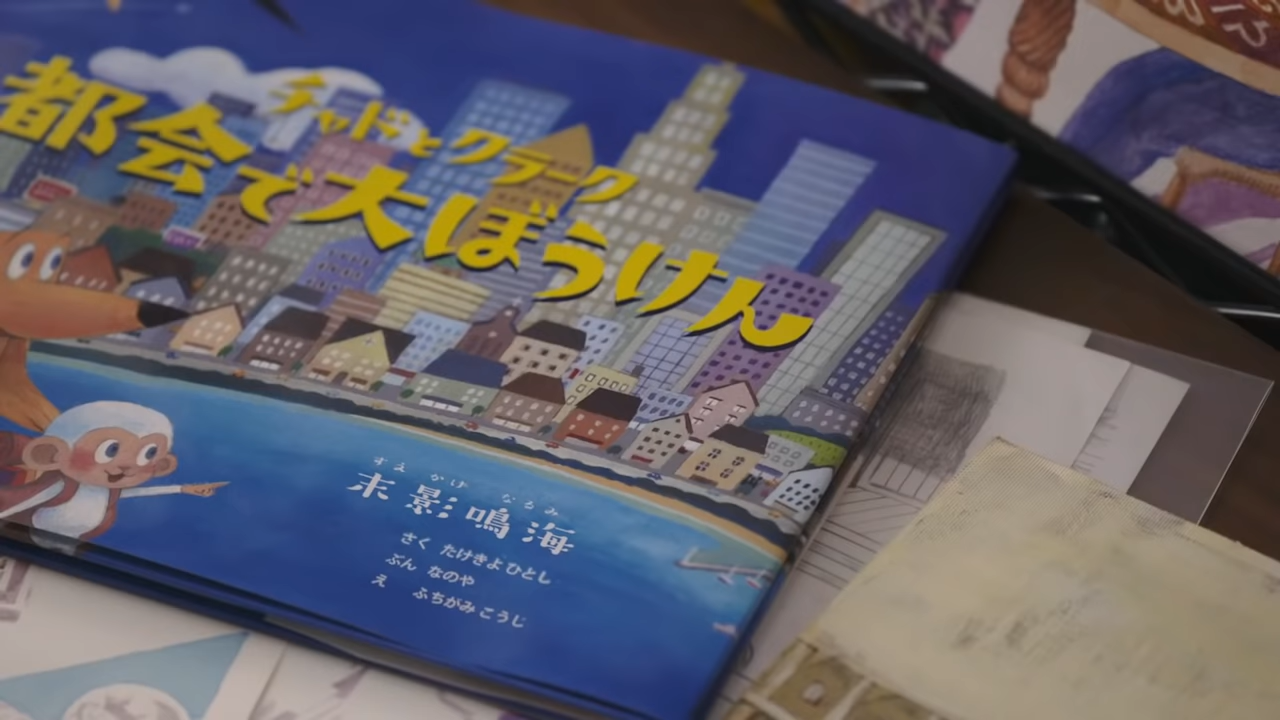 チャドとクラーク
都会で大ぼうけん
すえ かげ なるみ
末影鳴海
さく たけきよひとし
ぶん なのや
え ふちがみこうじ